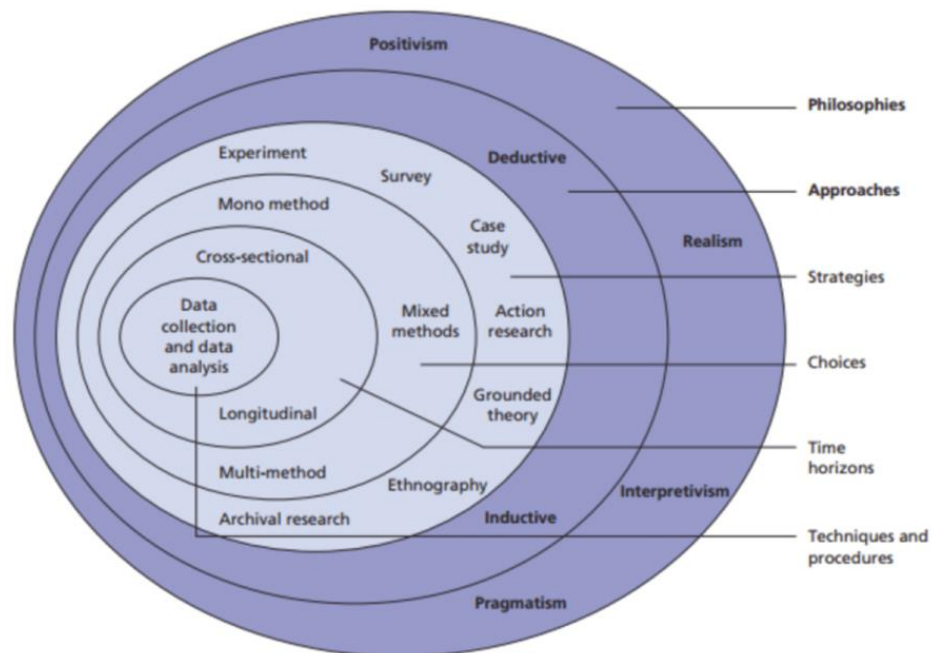 Positivism
Philosophies
Experiment
Deductive
Survey
Approaches
Mono method
Case
study
Realism
Cross-sectional
Strategies
Data
collection
and data
analysis
Mixed
methods
Action
research
Choices
Grounded
theory
Longitudinal
Time
horizons
Multi-method
Ethnography
Interpretivism
Archival research
Inductive
Techniques and
procedures
Pragmatism